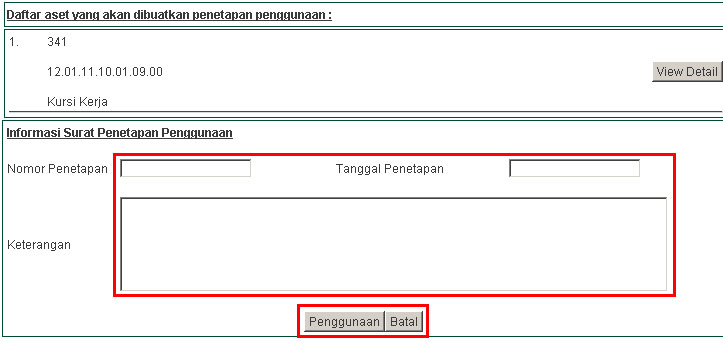 Daftar aset yang akan dibuatkan penetapan penggunaan :
1. 341
12.01.11.10.01.09.00 View Detail
Kursi Kerja
Informasi Surat Penetapan Penggunaan
Nomor Penetapan Tanggal Penetapan
Keterangan
Penggunaan Batal